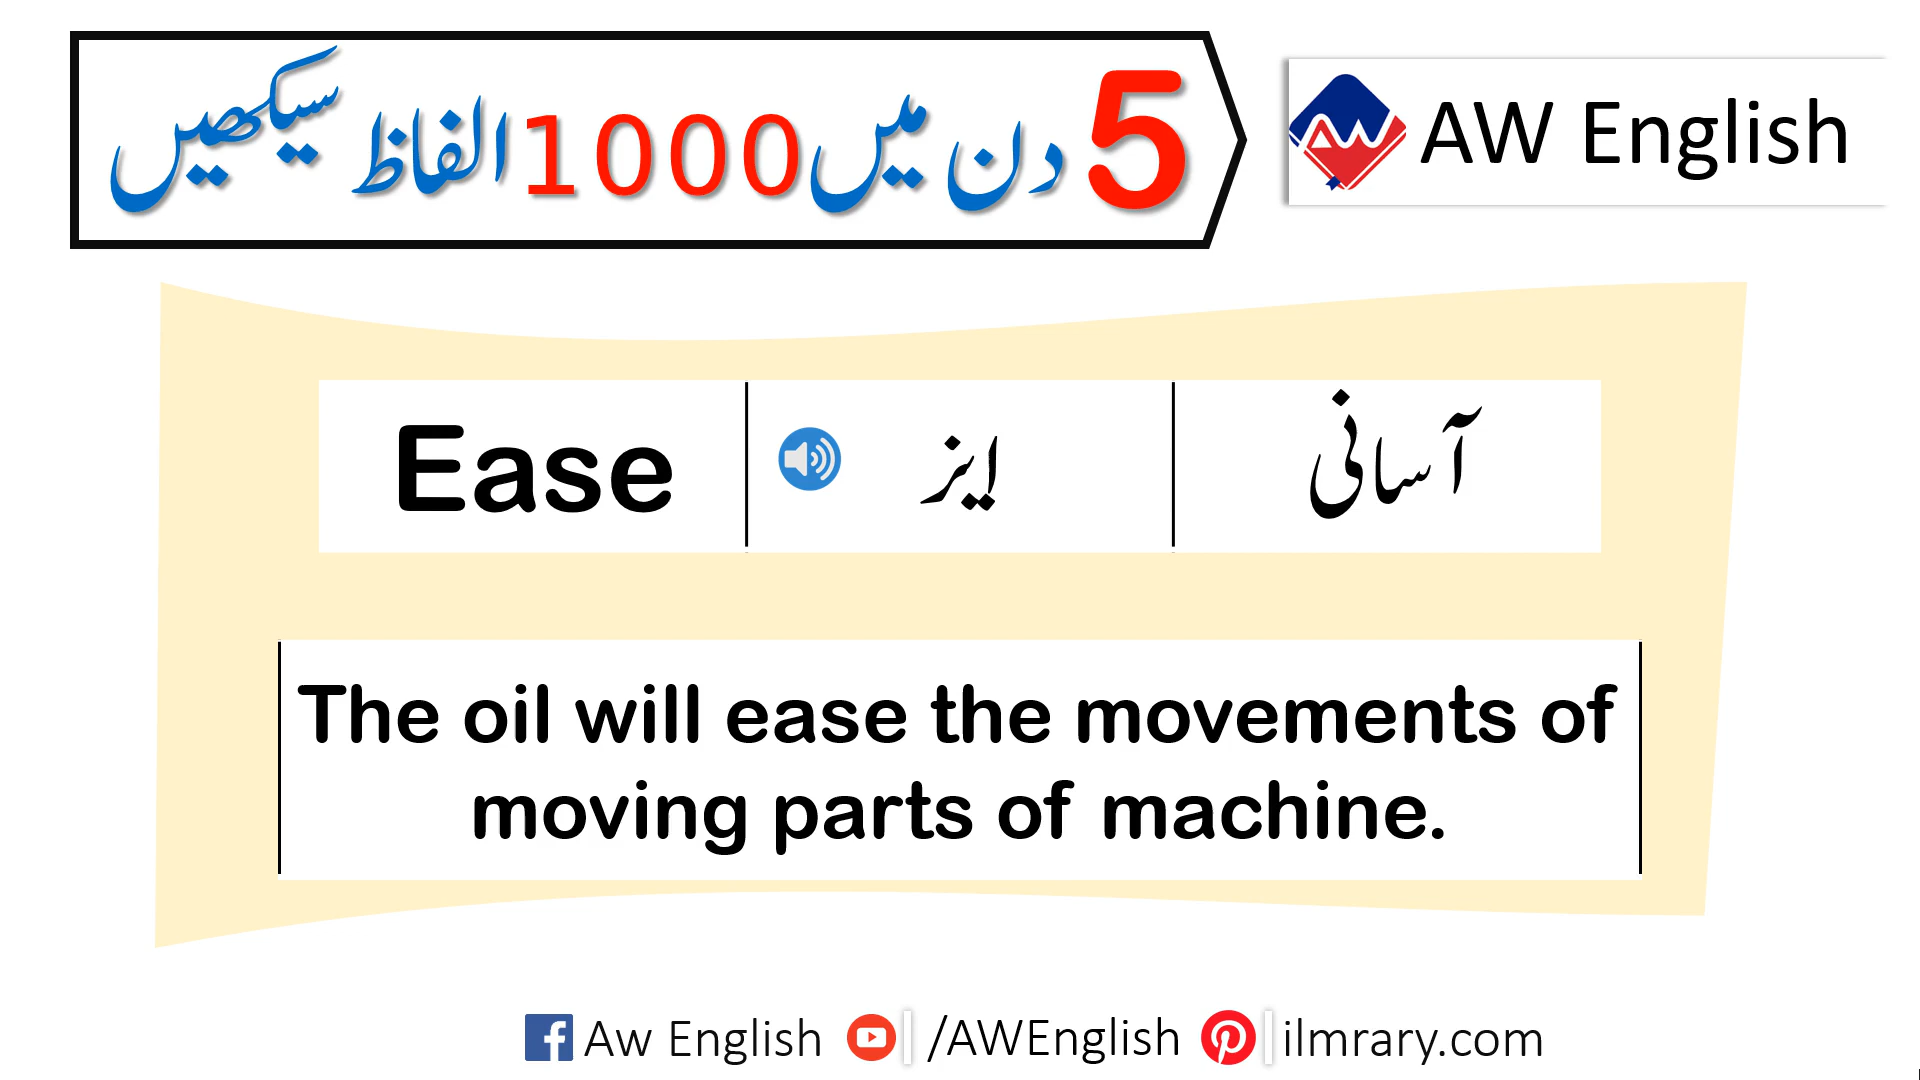 5 دن میں 1000 الفاظ سیکھیں
AW English
Ease
ایز
آسانی
The oil will ease the movements of
moving parts of machine.
Aw English
/AWEnglish
ilmrary.com